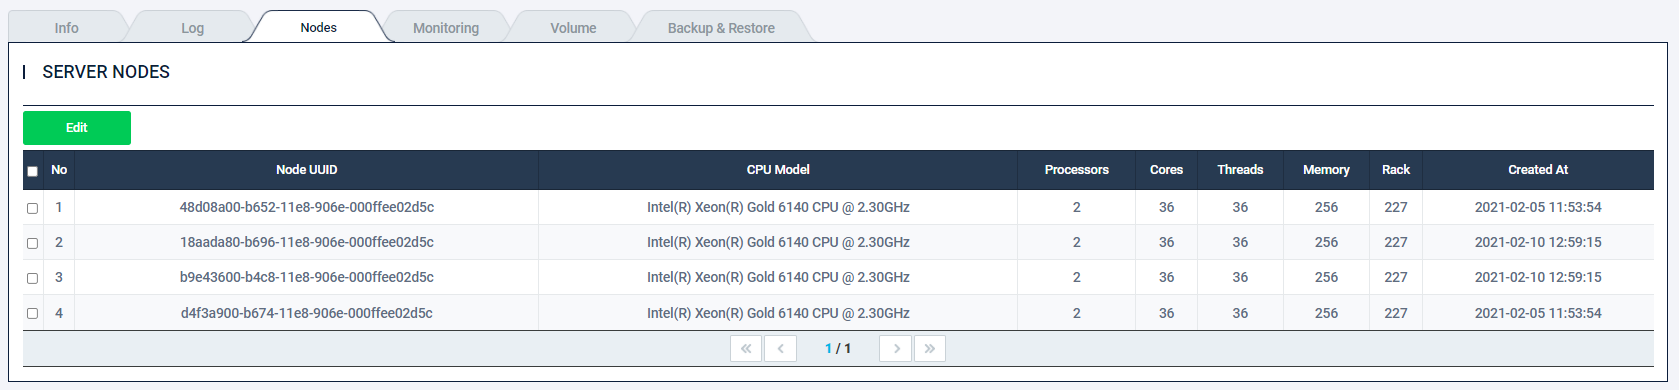 Info Log Nodes Monitoring Volume Backup & Restore
SERVER NODES
Edit
No Node UUID CPU Model Processors Cores Threads Memory Rack Created At
1 48d08a00-b652-11e8-906e-000ffee02d5c Intel(R) Xeon(R) Gold 6140 CPU @ 2.30GHz 2 36 36 256 227 2021-02-05 11:53:54
2 18aada80-b696-11e8-906e-000ffee02d5c Intel(R) Xeon(R) Gold 6140 CPU @ 2.30GHz 2 36 36 256 227 2021-02-10 12:59:15
3 b9e43600-b4c8-11e8-906e-000ffee02d5c Intel(R) Xeon(R) Gold 6140 CPU @ 2.30GHz 2 36 36 256 227 2021-02-10 12:59:15
4 d4f3a900-b674-11e8-906e-000ffee02d5c Intel(R) Xeon(R) Gold 6140 CPU @ 2.30GHz 2 36 36 256 227 2021-02-05 11:53:54
« ‹ 1 / 1 › »